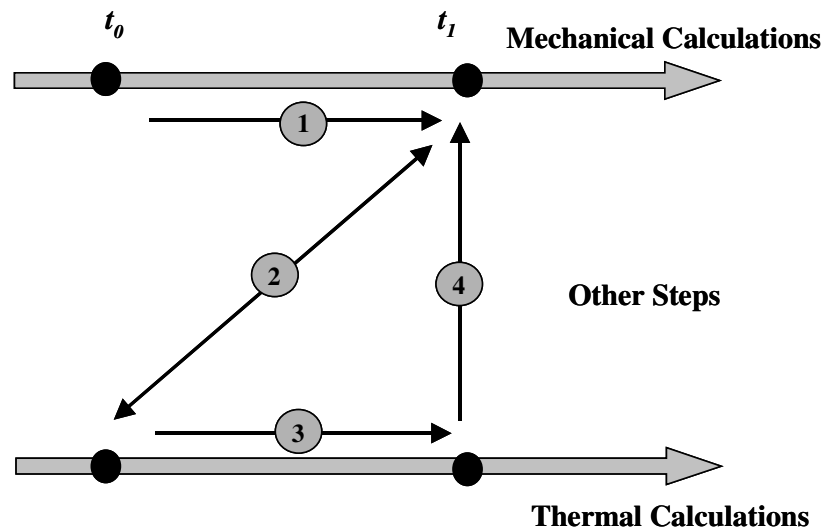 t0 t1
Mechanical Calculations
1
2
4
Other Steps
3
Thermal Calculations